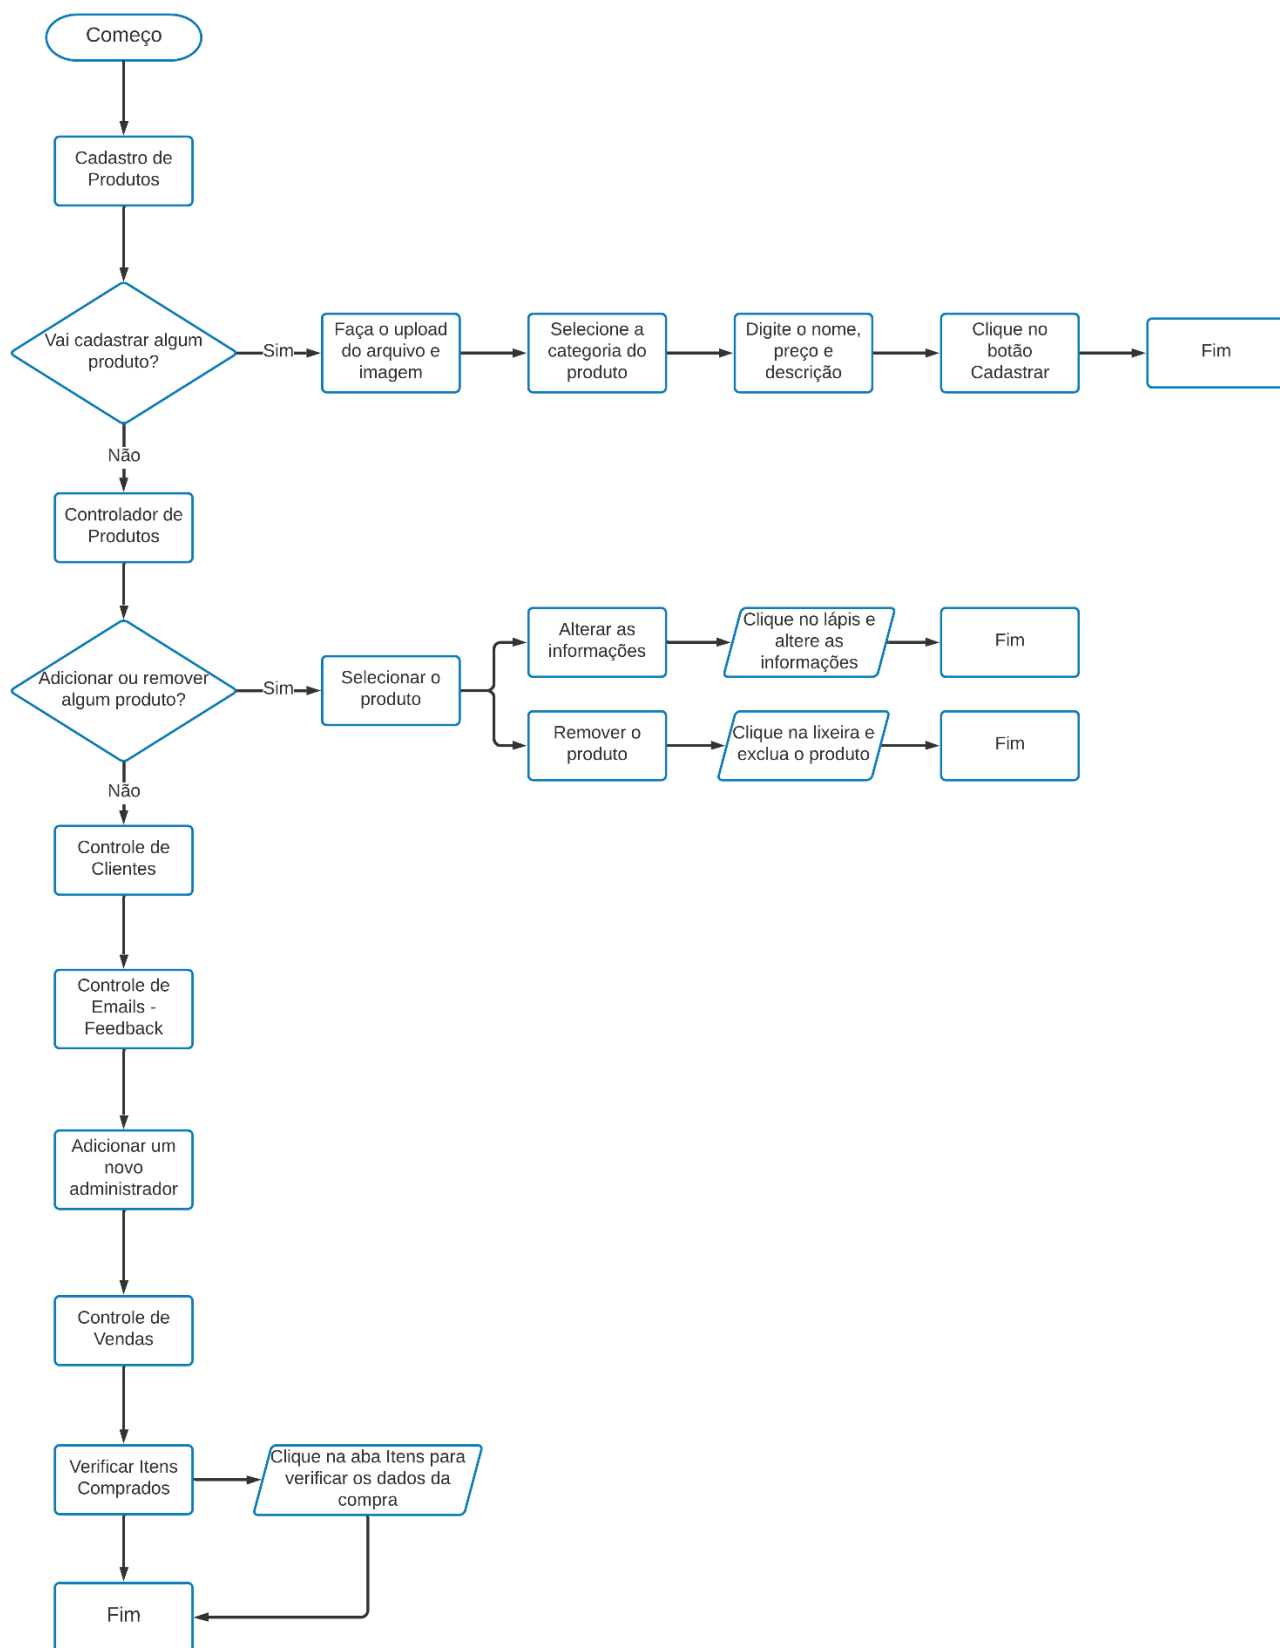 Começo
Cadastro de
Produtos
Vai cadastrar algum
produto?
Sim
Faça o upload
do arquivo e
imagem
Selecione a
categoria do
produto
Digite o nome,
preço e
descrição
Clique no
botão
Cadastrar
Fim
Não
Controlador de
Produtos
Adicionar ou remover
algum produto?
Sim
Selecionar o
produto
Alterar as
informações
Clique no lápis e
altere as
informações
Fim
Remover o
produto
Clique na lixeira e
exclua o produto
Fim
Não
Controle de
Clientes
Controle de
Emails -
Feedback
Adicionar um
novo
administrador
Controle de
Vendas
Verificar Itens
Comprados
Clique na aba Itens para
verificar os dados da
compra
Fim